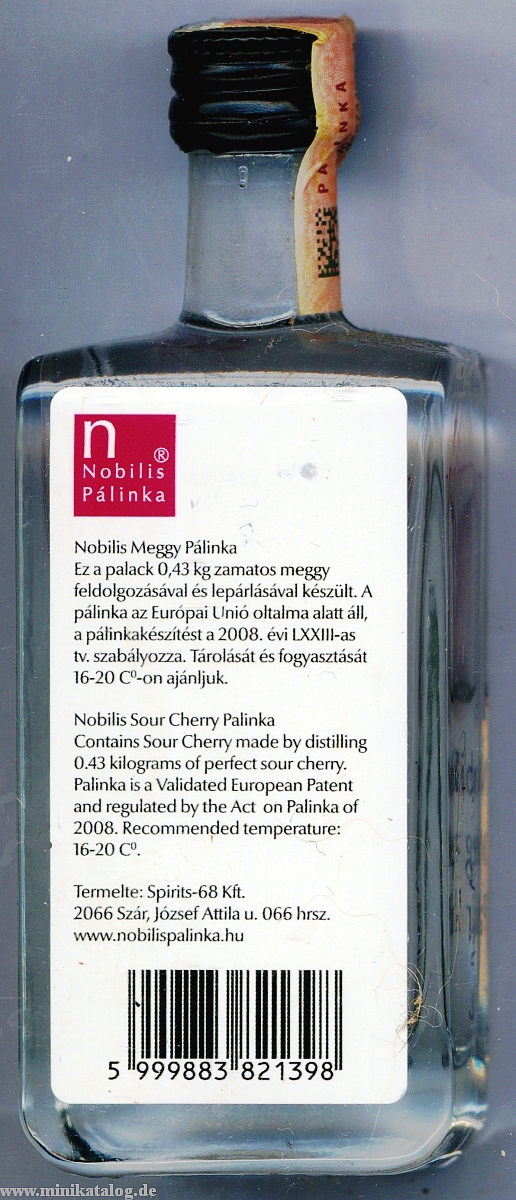 PALINKA
n
®
Nobilis
Pálinka
Nobilis Meggy Pálinka
Ez a palack 0,43 kg zamatos meggy
feldolgozásával és lepárlásával készült. A
pálinka az Európai Unió oltalma alatt áll,
a pálinkakészítést a 2008. évi LXXIII-as
tv. szabályozza. Tárolását és fogyasztását
16-20 C⁰-on ajánljuk.
Nobilis Sour Cherry Palinka
Contains Sour Cherry made by distilling
0.43 kilograms of perfect sour cherry.
Palinka is a Validated European Patent
and regulated by the Act on Palinka of
2008. Recommended temperature:
16-20 C⁰.
Termelte: Spirits-68 Kft.
2066 Szár, József Attila u. 066 hrsz.
www.nobilispalinka.hu
5 999883 821398
www.minikatalog.de